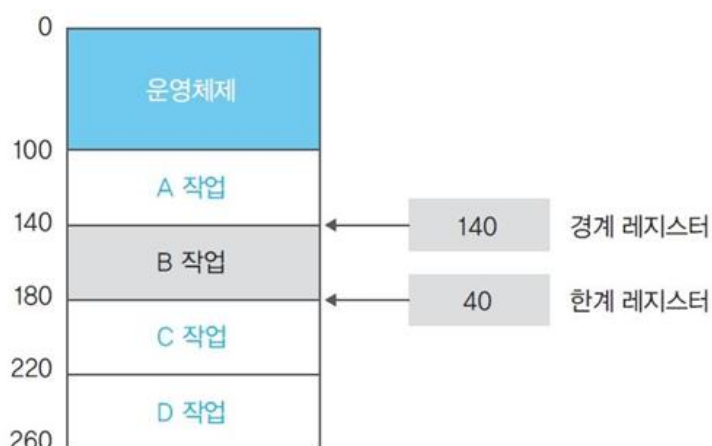 0
운영체제
100
A 작업
140
140 경계 레지스터
B 작업
180
40 한계 레지스터
C 작업
220
D 작업
260